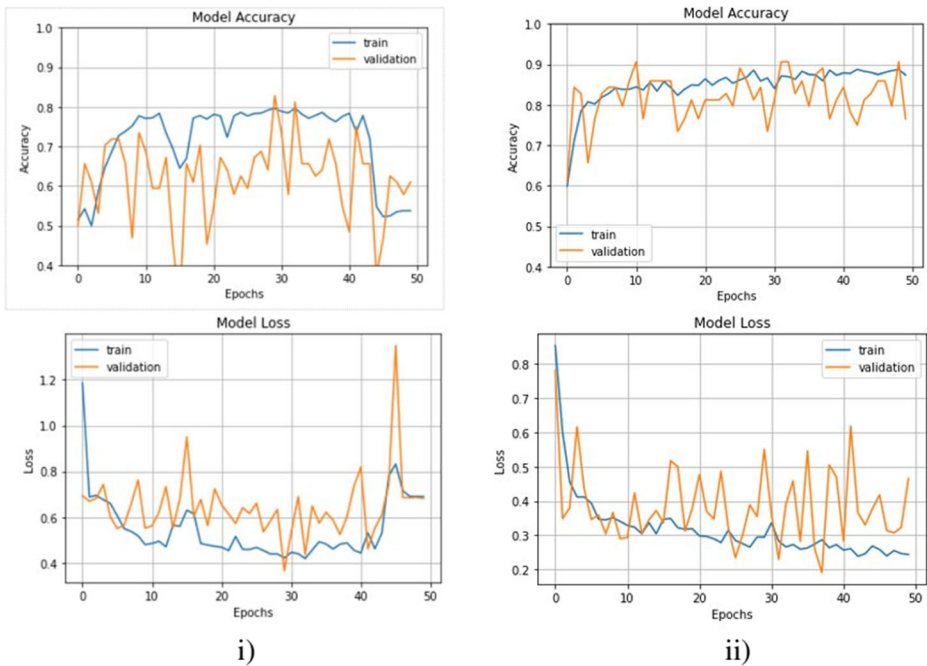 Model Accuracy
1.0
0.9
0.8
0.7
0.6
0.5
0.4
Accuracy
train
validation
0 10 20 30 40 50
Epochs
Model Accuracy
1.0
0.9
0.8
0.7
0.6
0.5
0.4
Accuracy
train
validation
0 10 20 30 40 50
Epochs
Model Loss
1.2
1.0
0.8
0.6
0.4
Loss
train
validation
0 10 20 30 40 50
Epochs
i)
Model Loss
0.8
0.7
0.6
0.5
0.4
0.3
0.2
Loss
train
validation
0 10 20 30 40 50
Epochs
ii)